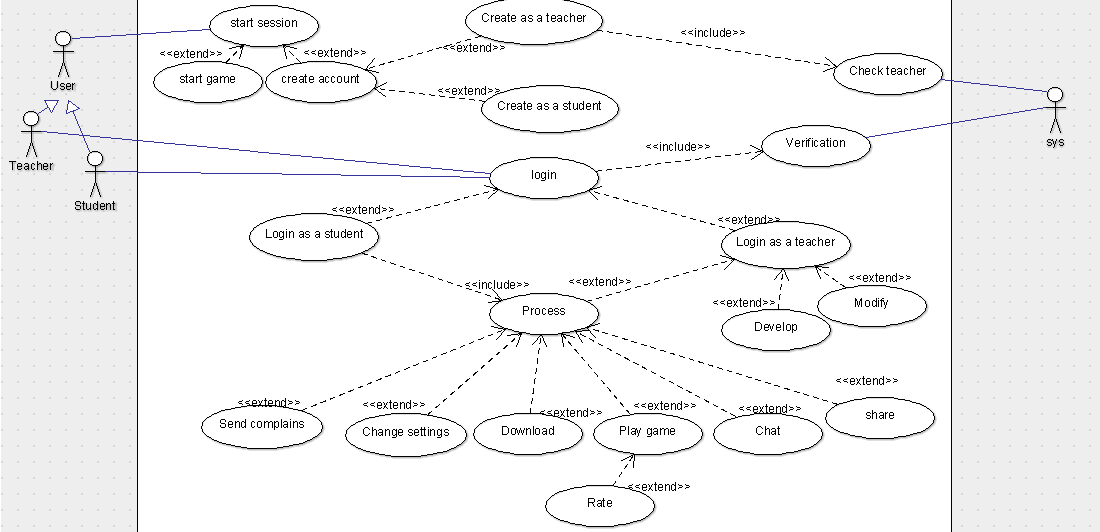 Create as a teacher
start session
<<include>>
<<extend>>
<<extend>>
<<extend>>
User
start game
create account
Check teacher
<<extend>>
Create as a student
Teacher
sys
Verification
<<include>>
login
Student
<<extend>>
<<extend>>
Login as a student
Login as a teacher
<<include>>
<<extend>>
<<extend>>
<<extend>>
Modify
Process
Develop
<<extend>>
<<extend>>
<<extend>>
<<extend>>
<<extend>>
<<extend>>
share
Send complains
Change settings
Download
Play game
Chat
<<extend>>
Rate